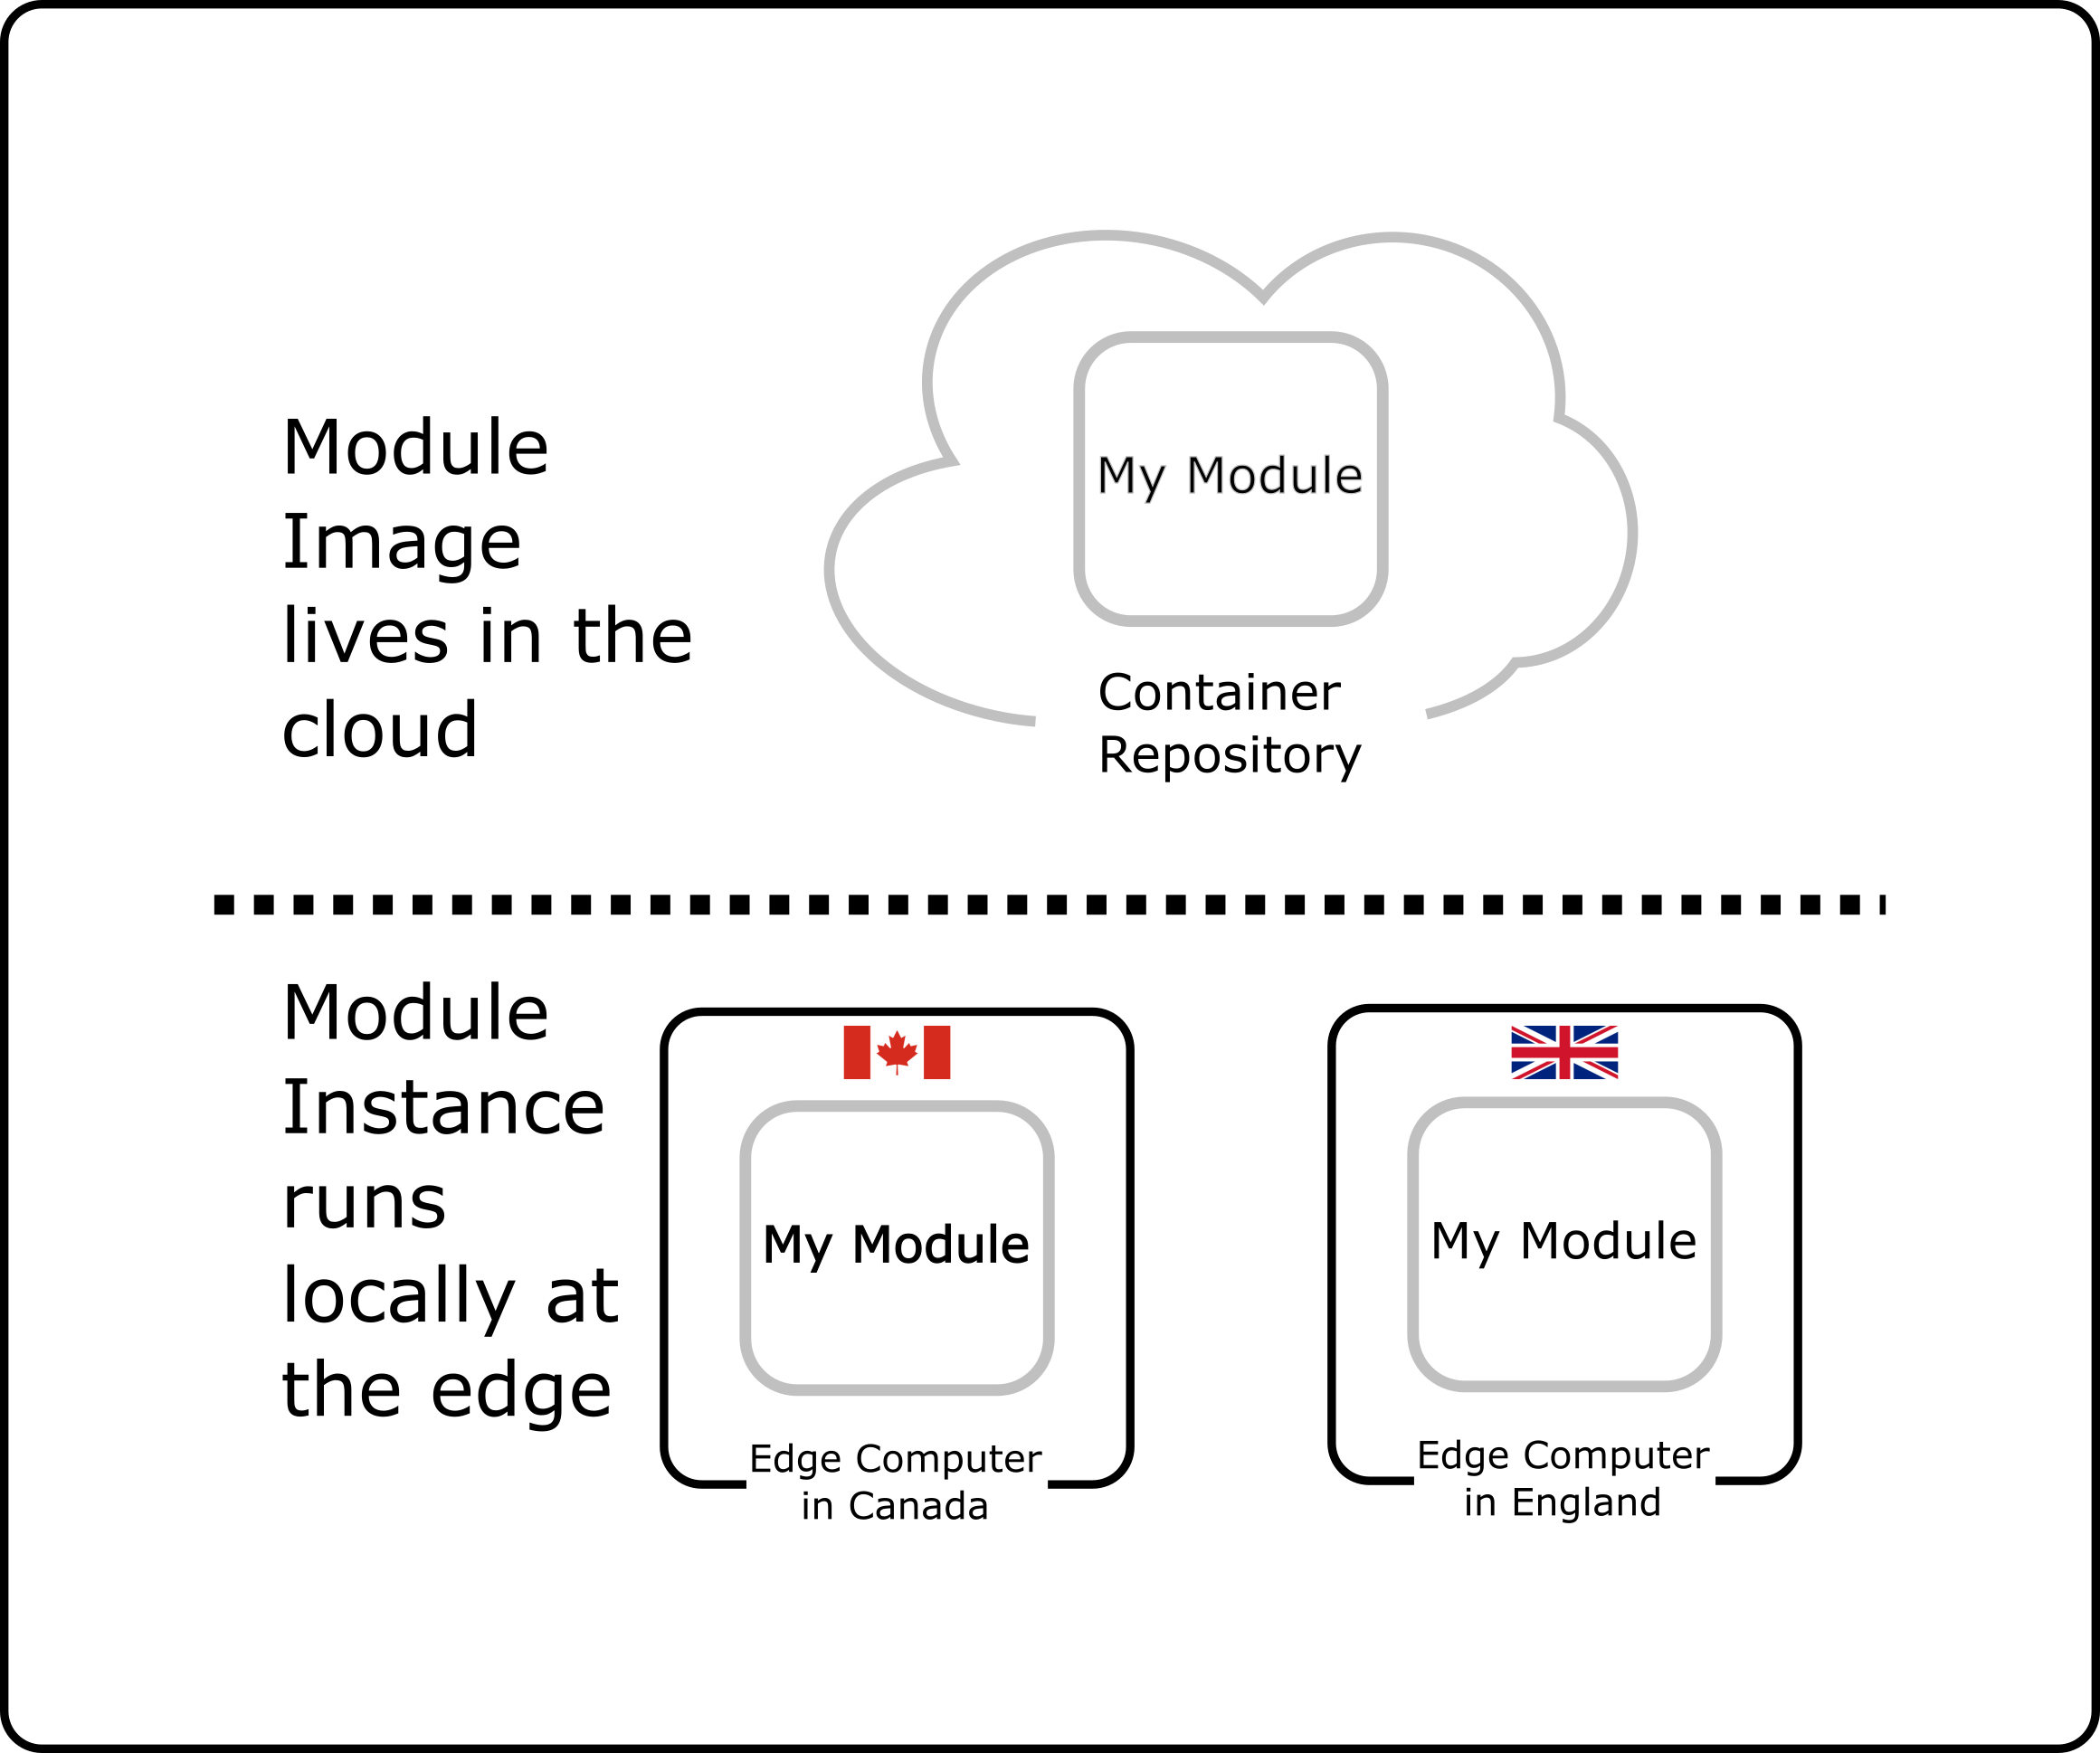 Module
Image
lives in the
cloud
My Module
Container
Repository
Module
Instance
runs
locally at
the edge
My Module
Edge Computer
in Canada
My Module
Edge Computer
in England